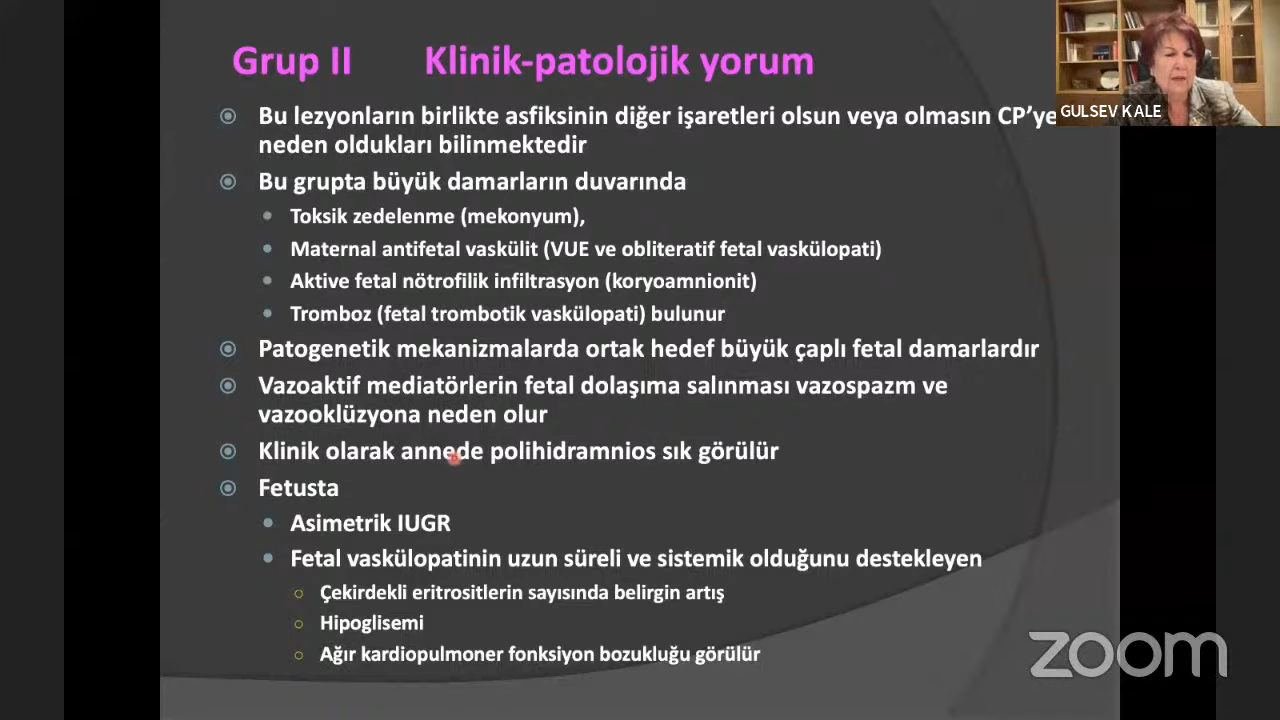 Grup II Klinik-patolojik yorum
GULSEV KALE
Bu lezyonların birlikte asfiksinin diğer işaretleri olsun veya olmasın CP'ye
neden oldukları bilinmektedir
Bu grupta büyük damarların duvarında
Toksik zedelenme (mekonyum),
Maternal antifetal vaskülit (VUE ve obliteratif fetal vaskülopati)
Aktive fetal nötrofilik infiltrasyon (koryoamnionit)
Tromboz (fetal trombotik vaskülopati) bulunur
Patogenetik mekanizmalarda ortak hedef büyük çaplı fetal damarlardır
Vazoaktif mediatörlerin fetal dolaşıma salınması vazospazm ve
vazooklüzyona neden olur
Klinik olarak annede polihidramnios sık görülür
Fetusta
Asimetrik IUGR
Fetal vaskülopatinin uzun süreli ve sistemik olduğunu destekleyen
Çekirdekli eritrositlerin sayısında belirgin artış
Hipoglisemi
Ağır kardiopulmoner fonksiyon bozukluğu görülür
zoom